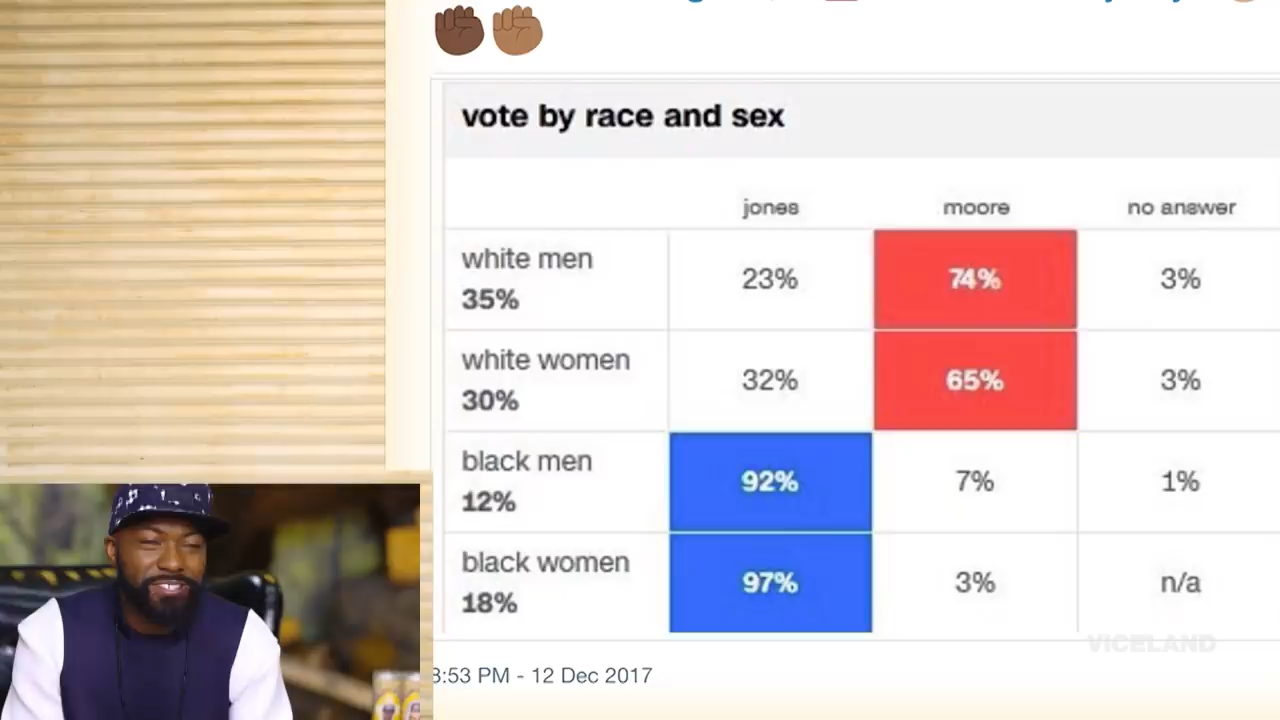 vote by race and sex
jones moore no answer
white men 23% 74% 3%
35%
white women 32% 65% 3%
30%
black men 92% 7% 1%
12%
black women 97% 3% n/a
18%
VICELAND
:53 PM - 12 Dec 2017